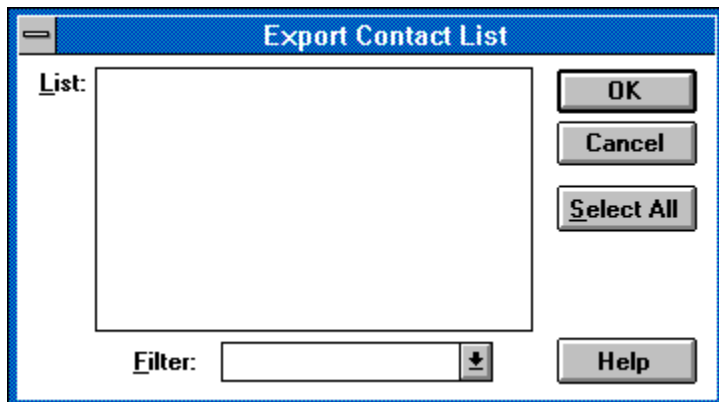 Export Contact List
List:
OK
Cancel
Select All
Filter:
Help